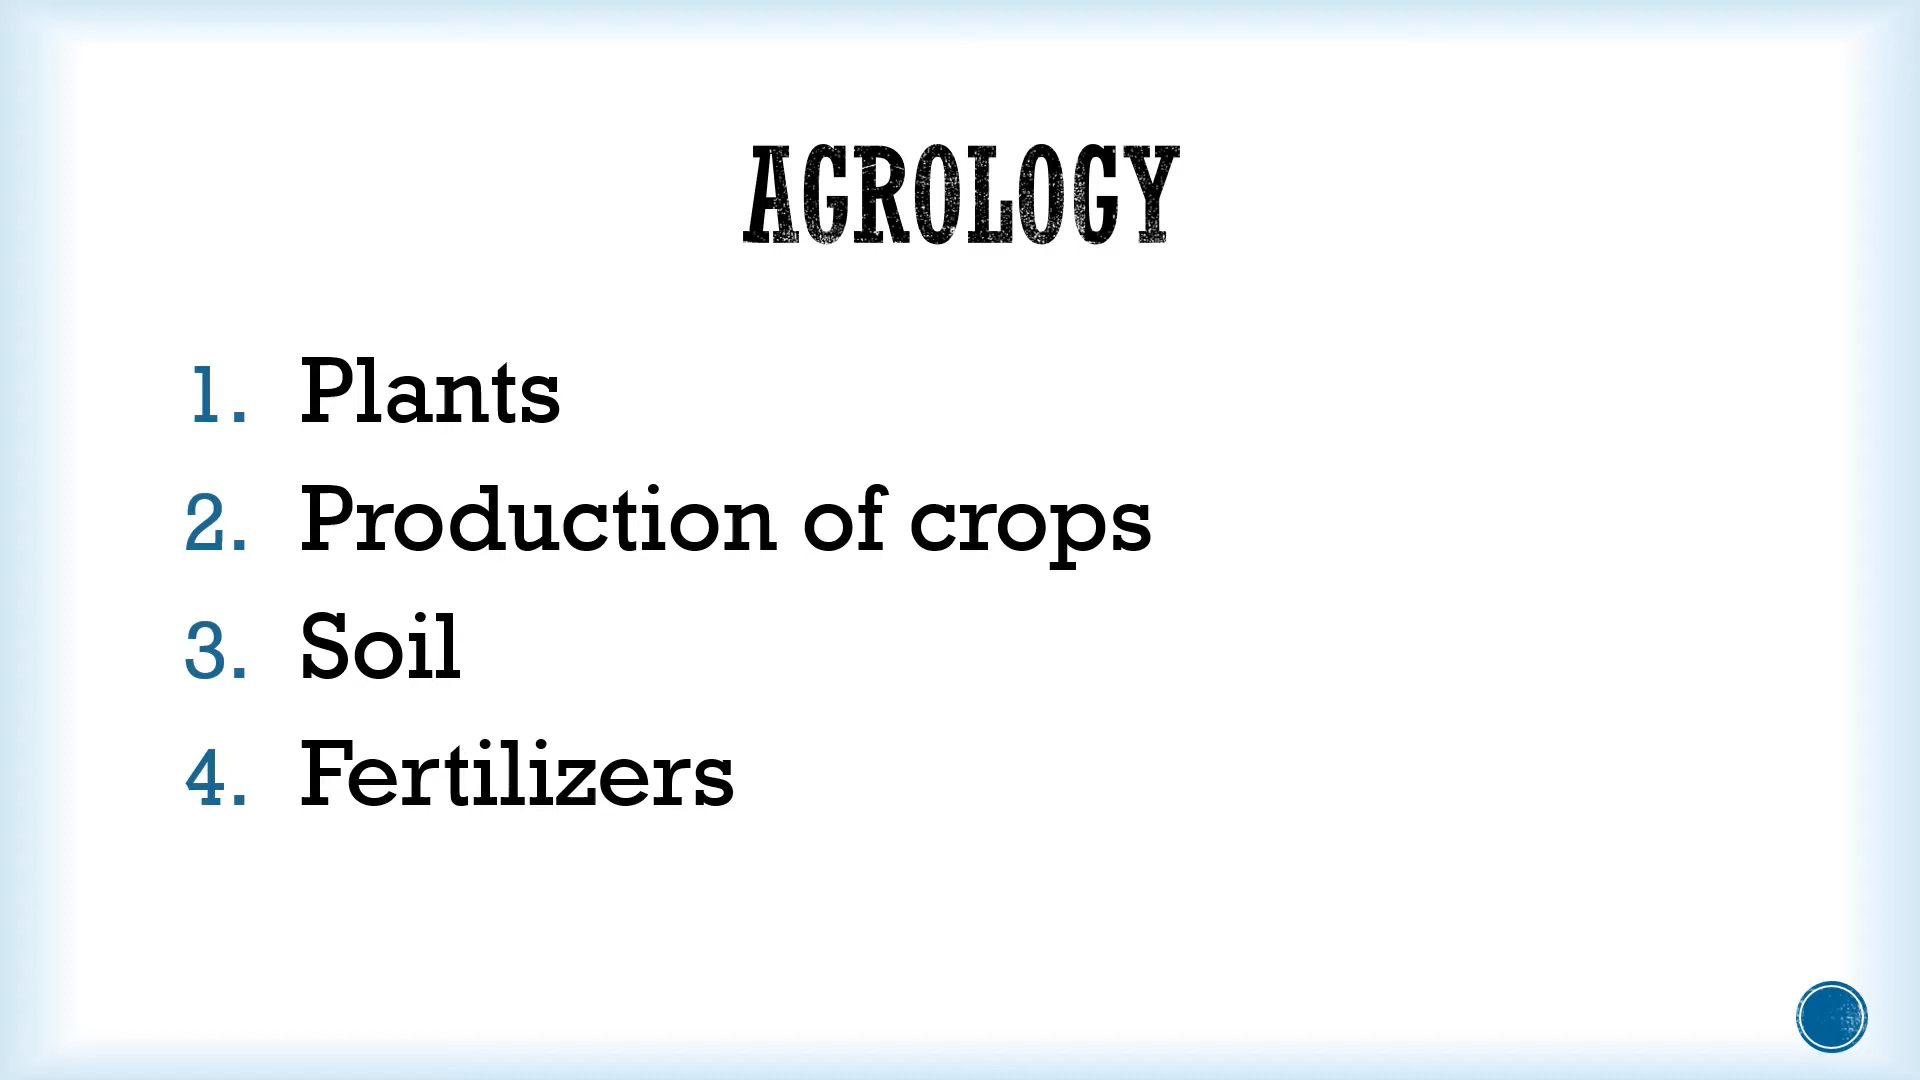 AGROLOGY
1. Plants
2. Production of crops
3. Soil
4. Fertilizers